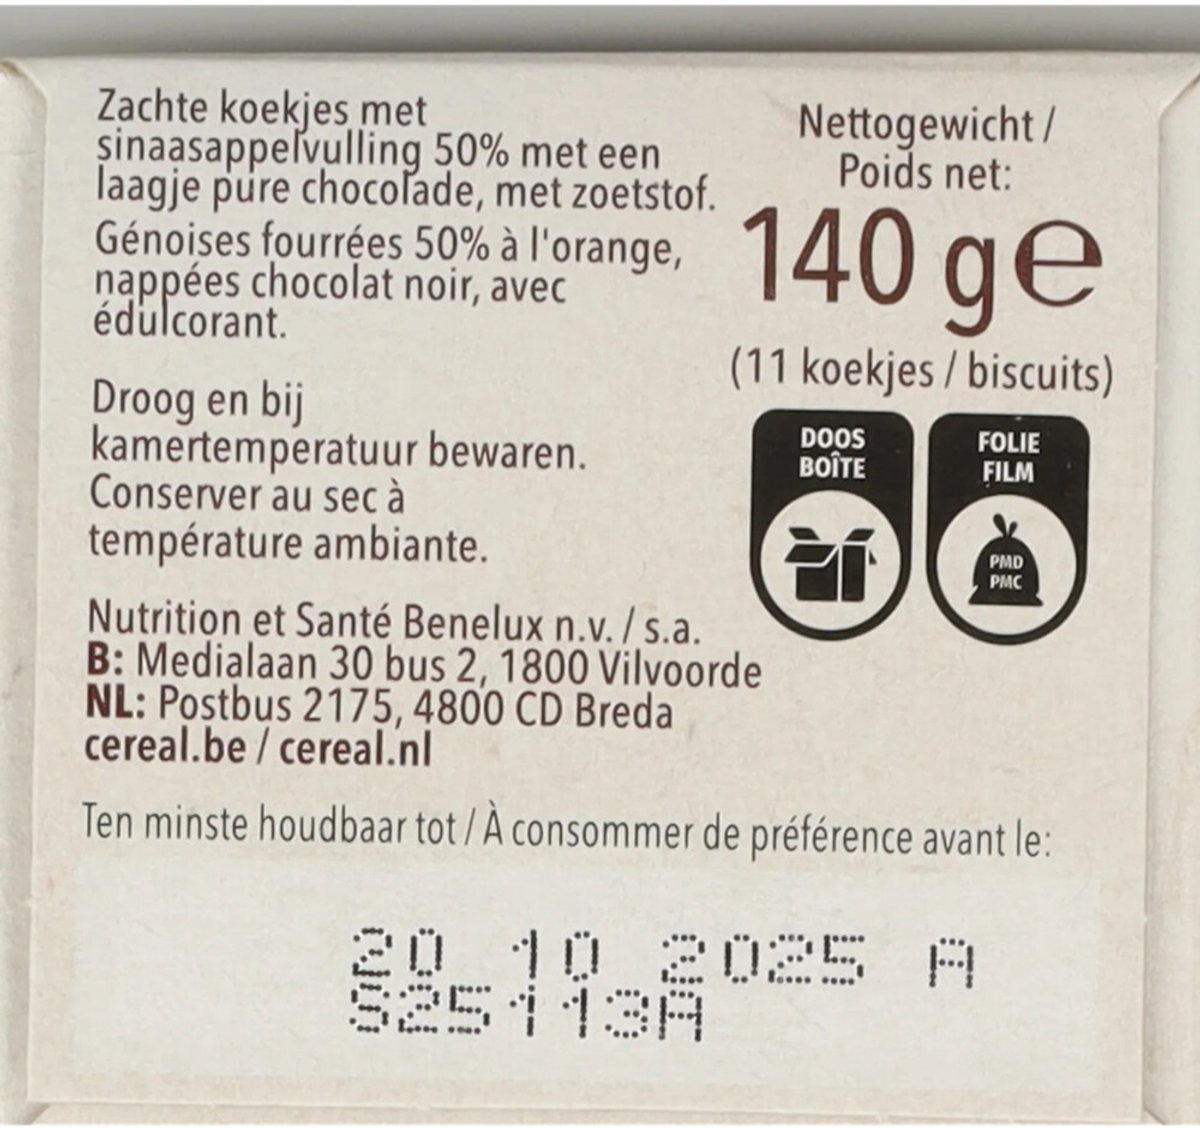 Zachte koekjes met
sinaasappelvulling 50% met een
laagje pure chocolade, met zoetstof.
Génoises fourrées 50% à l'orange,
nappées chocolat noir, avec
édulcorant.
Droog en bij
kamertemperatuur bewaren.
Conserver au sec à
température ambiante.
Nutrition et Santé Benelux n.v. / s.a.
B: Medialaan 30 bus 2, 1800 Vilvoorde
NL: Postbus 2175, 4800 CD Breda
cereal.be / cereal.nl
Nettogewicht /
Poids net:
140 g e
(11 koekjes / biscuits)
DOOS
BOÎTE
FOLIE
FILM
PMD
PMC
Ten minste houdbaar tot / À consommer de préférence avant le:
20 10 2025 A
S25113A